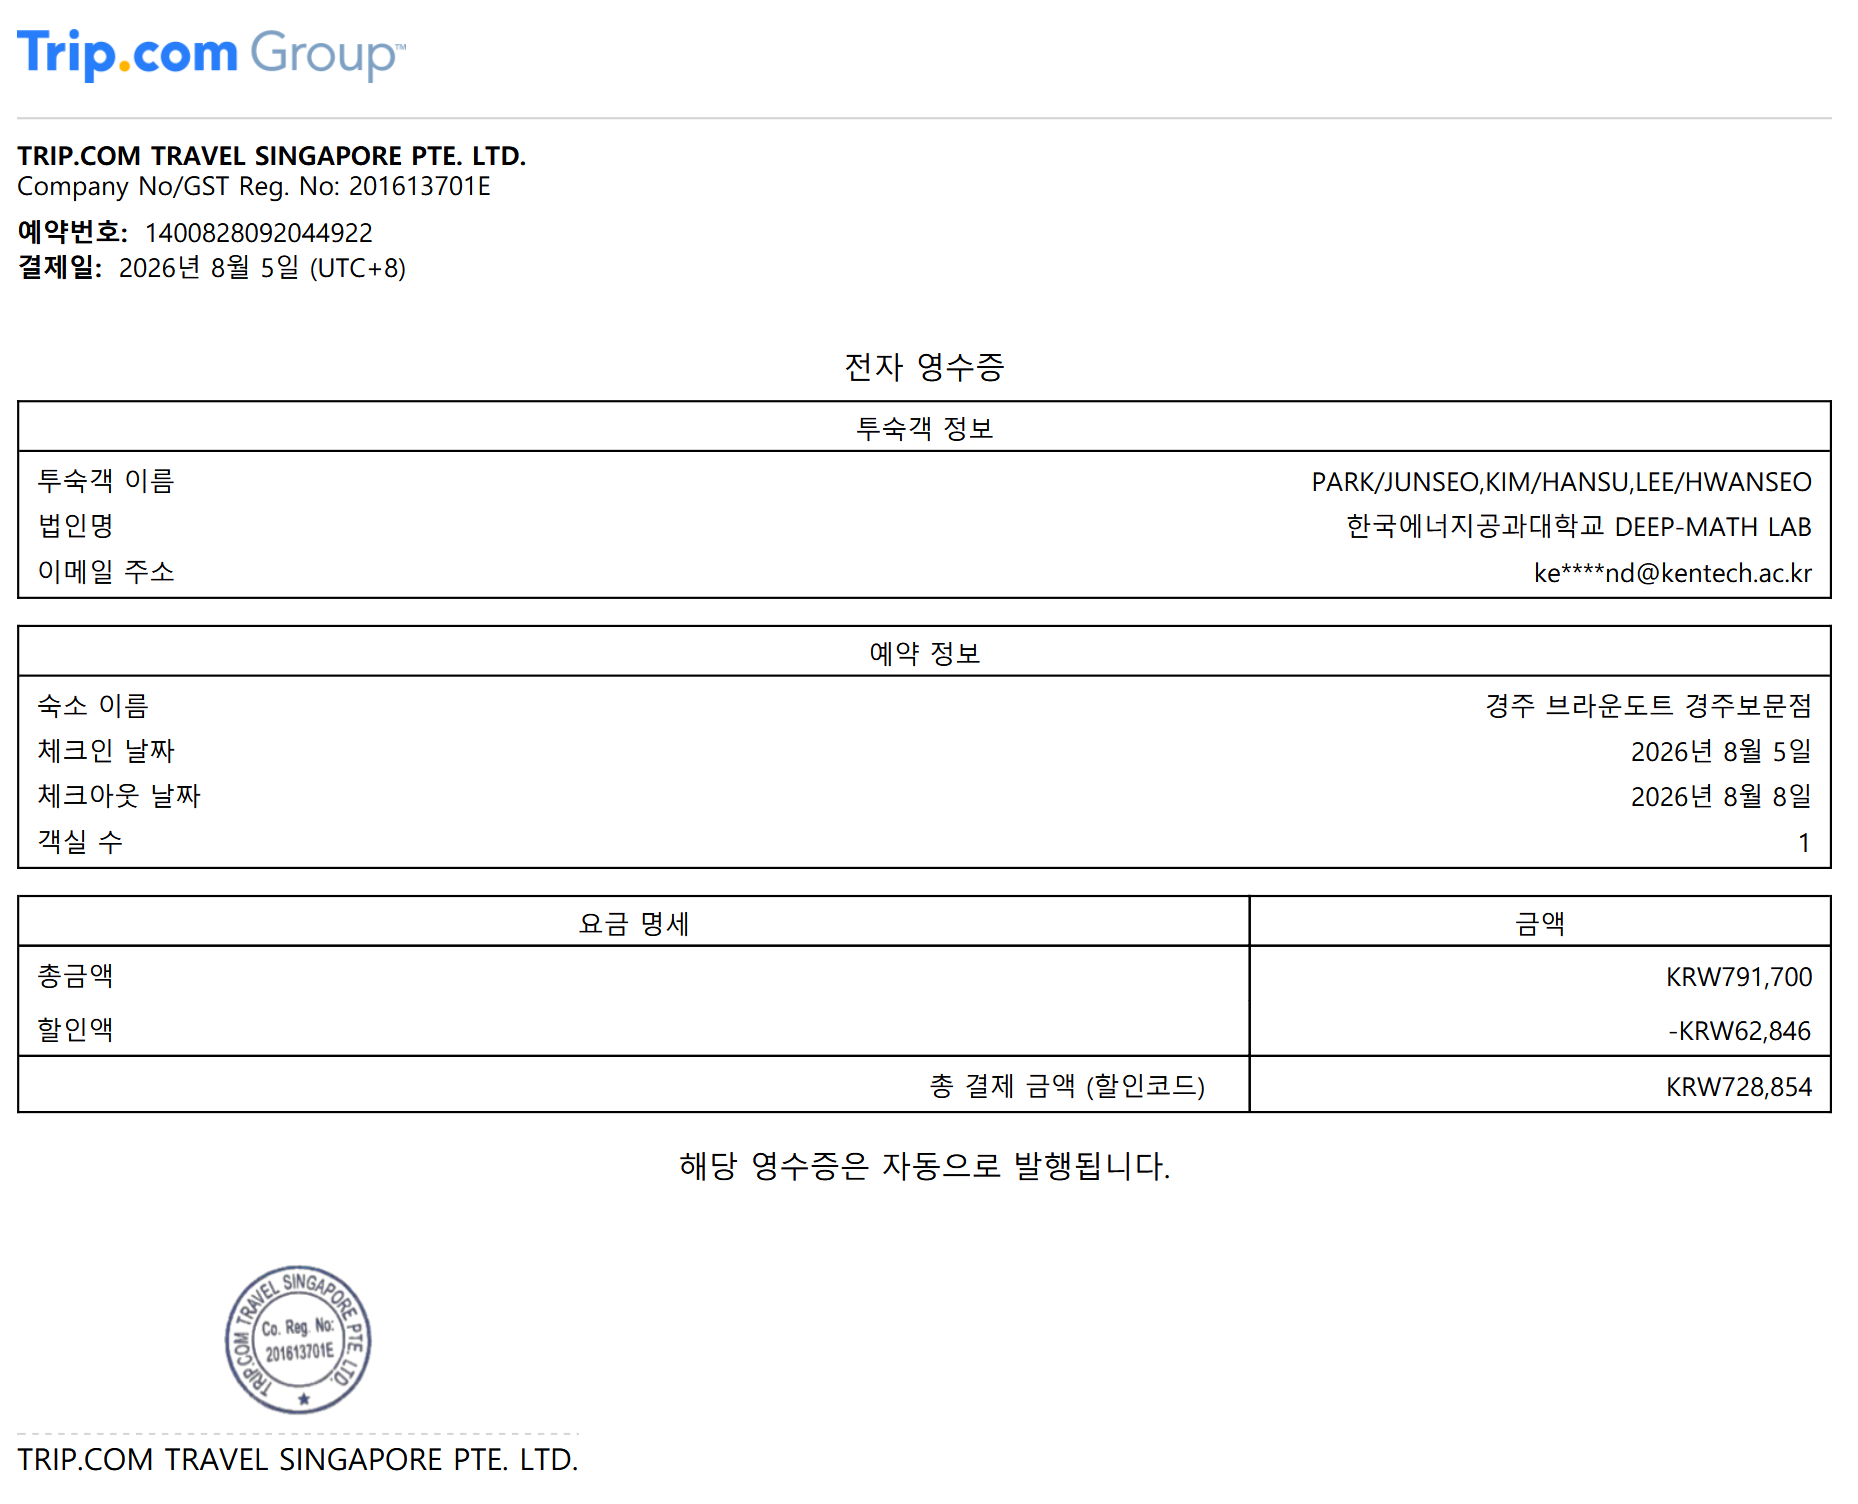 Trip.com Group™
TRIP.COM TRAVEL SINGAPORE PTE. LTD.
Company No/GST Reg. No: 201613701E
예약번호: 1400828092044922
결제일: 2026년 8월 5일 (UTC+8)
전자 영수증
투숙객 정보
투숙객 이름 PARK/JUNSEO,KIM/HANSU,LEE/HWANSEO
법인명 한국에너지공과대학교 DEEP-MATH LAB
이메일 주소 ke****nd@kentech.ac.kr
예약 정보
숙소 이름 경주 브라운도트 경주보문점
체크인 날짜 2026년 8월 5일
체크아웃 날짜 2026년 8월 8일
객실 수 1
요금 명세 금액
총금액 KRW791,700
할인액 -KRW62,846
총 결제 금액 (할인코드) KRW728,854
해당 영수증은 자동으로 발행됩니다.
TRIP.COM TRAVEL SINGAPORE PTE. LTD.
Co. Reg. No:
201613701E
TRIP.COM TRAVEL SINGAPORE PTE. LTD.